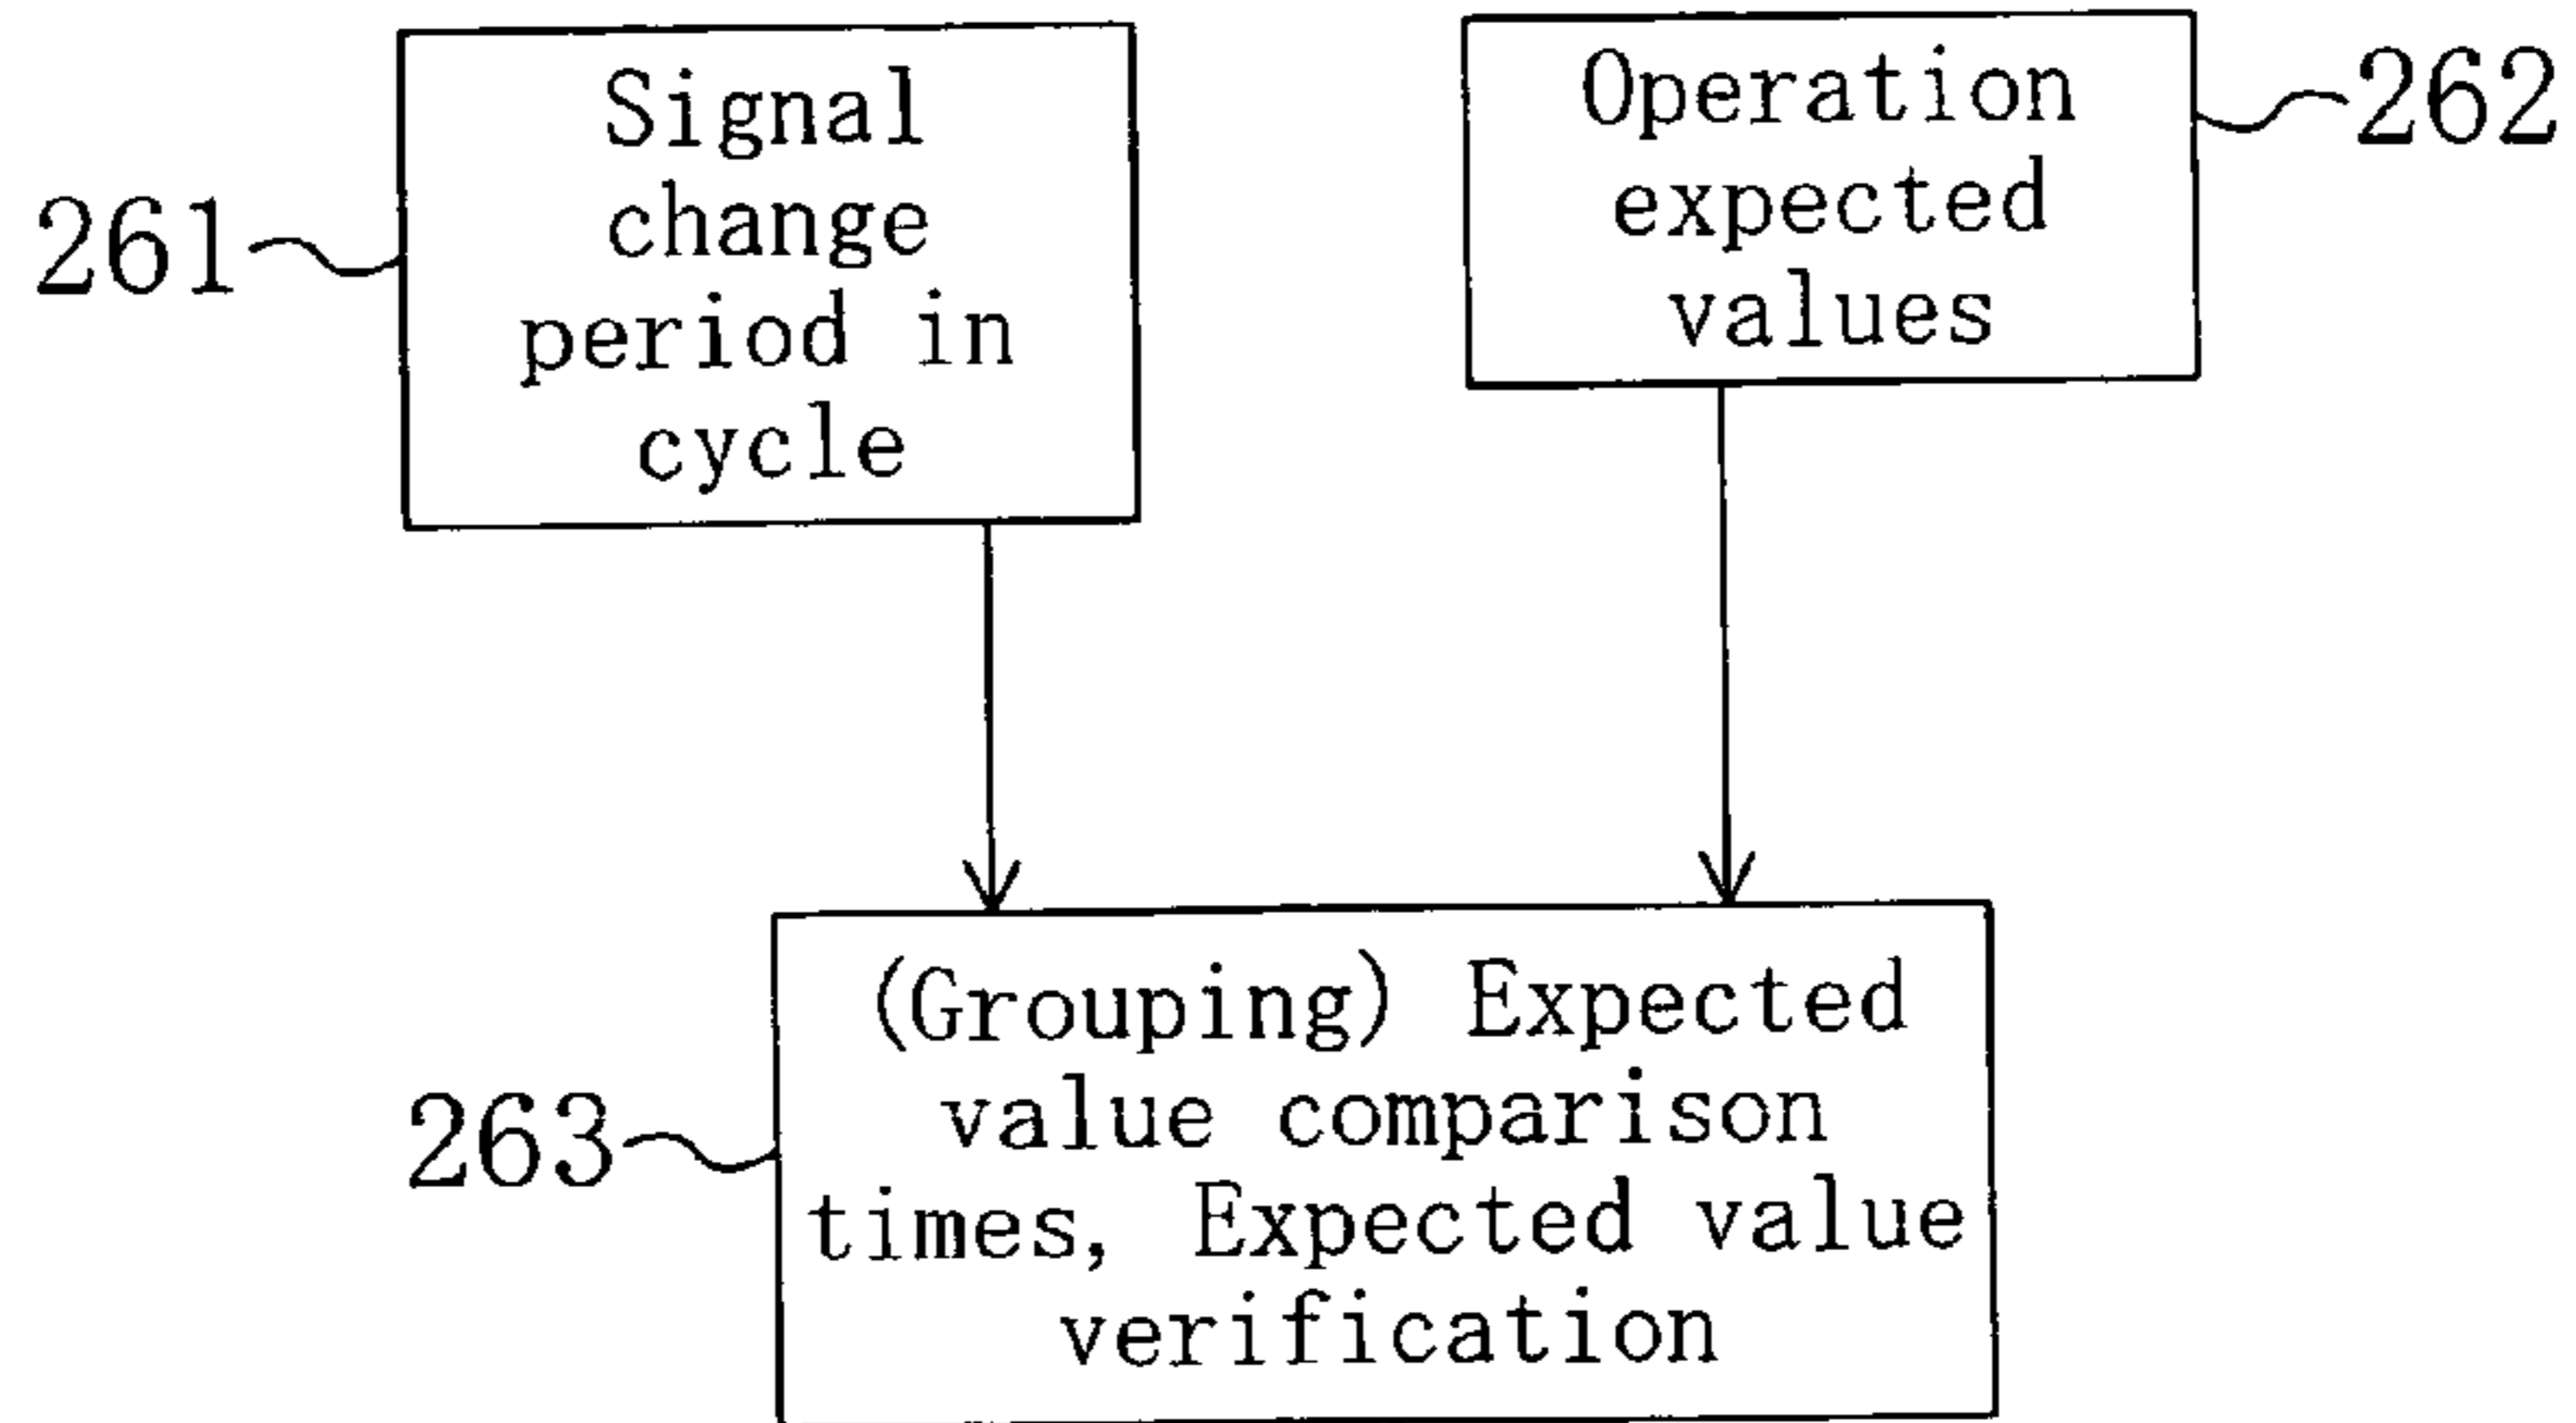 Signal
change
period in
cycle
261
Operation
expected
values
262
(Grouping) Expected
value comparison
times, Expected value
verification
263